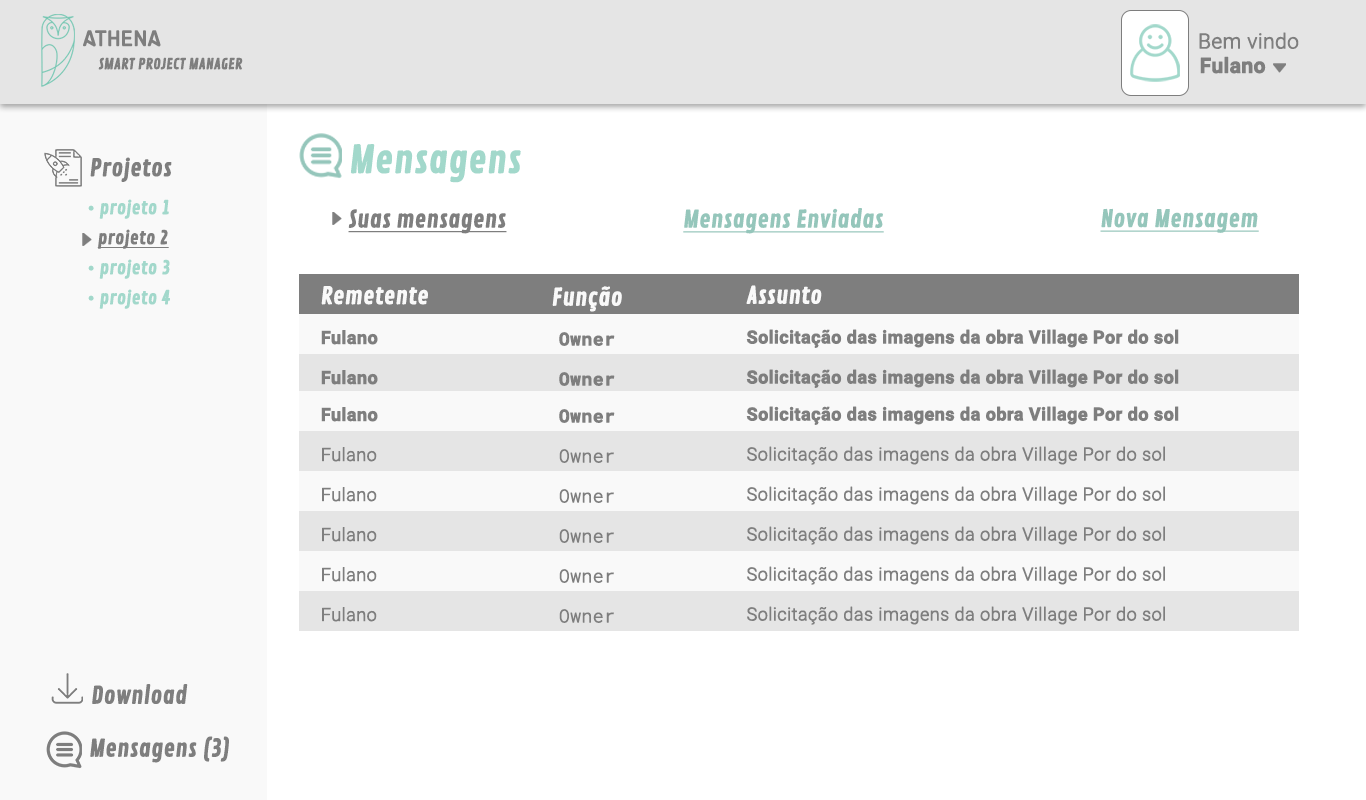 ATHENA
SMART PROJECT MANAGER
Bem vindo
Fulano
Projetos
• projeto 1
projeto 2
• projeto 3
• projeto 4
Download
Mensagens (3)
Mensagens
Suas mensagens Mensagens Enviadas Nova Mensagem
Remetente Função Assunto
Fulano Owner Solicitação das imagens da obra Village Por do sol
Fulano Owner Solicitação das imagens da obra Village Por do sol
Fulano Owner Solicitação das imagens da obra Village Por do sol
Fulano Owner Solicitação das imagens da obra Village Por do sol
Fulano Owner Solicitação das imagens da obra Village Por do sol
Fulano Owner Solicitação das imagens da obra Village Por do sol
Fulano Owner Solicitação das imagens da obra Village Por do sol
Fulano Owner Solicitação das imagens da obra Village Por do sol